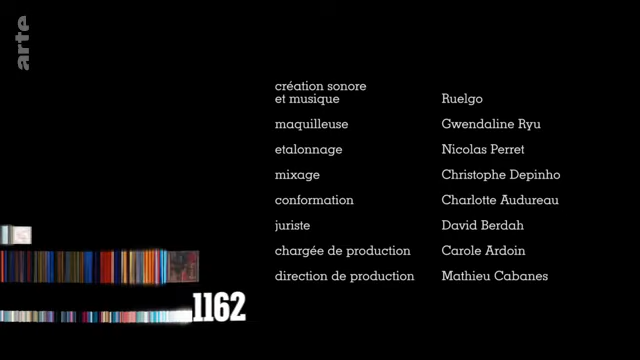 arte
création sonore
et musique Ruelgo
maquilleuse Gwendaline Ryu
etalonnage Nicolas Perret
mixage Christophe Depinho
conformation Charlotte Audureau
juriste David Berdah
chargée de production Carole Ardoin
direction de production Mathieu Cabanes
1162